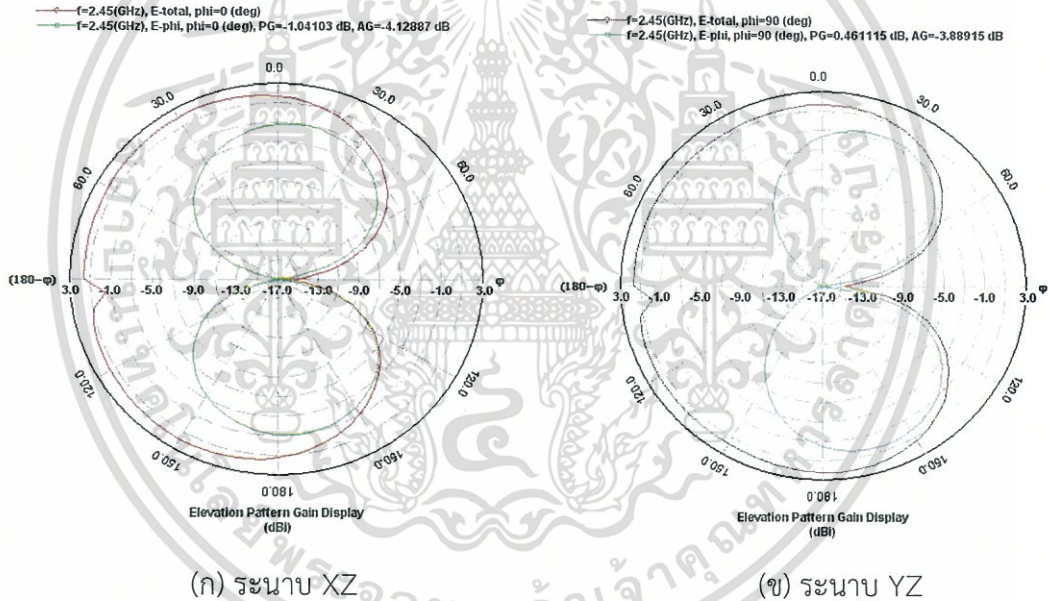 f=2.45(GHz), E-total, phi=0 (deg)
f=2.45(GHz), E-phi, phi=0 (deg), PG=-1.04103 dB, AG=-4.12887 dB
0.0
30.0
30.0
60.0
60.0
(180-φ)
φ
3.0 -1.0 -5.0 -9.0 -13.0 -17.0 -13.0 -9.0 -5.0 -1.0 3.0
120.0
120.0
150.0
150.0
180.0
Elevation Pattern Gain Display
(dBi)
(ก) ระนาบ XZ
f=2.45(GHz), E-total, phi=90 (deg)
f=2.45(GHz), E-phi, phi=90 (deg), PG=0.461115 dB, AG=-3.88915 dB
0.0
30.0
30.0
60.0
60.0
(180-φ)
φ
3.0 -1.0 -5.0 -9.0 -13.0 -17.0 -13.0 -9.0 -5.0 -1.0 3.0
120.0
120.0
150.0
150.0
180.0
Elevation Pattern Gain Display
(dBi)
(ข) ระนาบ YZ